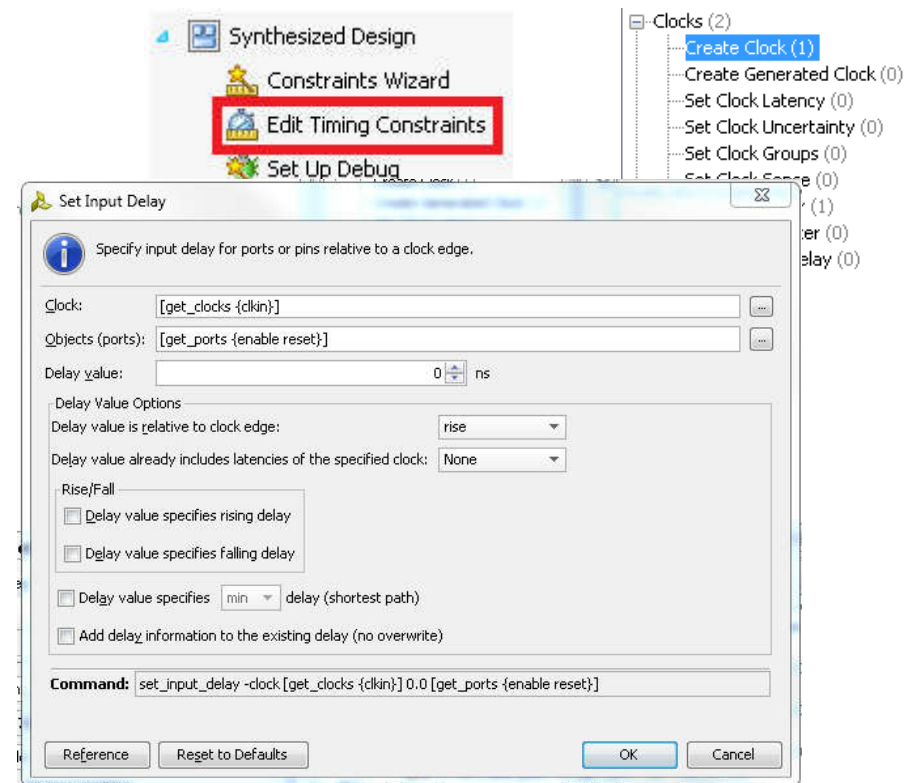 Synthesized Design
Constraints Wizard
Edit Timing Constraints
Set Up Debug
Clocks (2)
Create Clock (1)
Create Generated Clock (0)
Set Clock Latency (0)
Set Clock Uncertainty (0)
Set Clock Groups (0)
Set Clock (0)
(1)
(0)
(0)
Set Input Delay
Specify input delay for ports or pins relative to a clock edge.
Clock: [get_clocks {clkin}] ...
Objects (ports): [get_ports {enable reset}] ...
Delay value: 0 ns
Delay Value Options
Delay value is relative to clock edge: rise
Delay value already includes latencies of the specified clock: None
Rise/Fall
Delay value specifies rising delay
Delay value specifies falling delay
Delay value specifies min delay (shortest path)
Add delay information to the existing delay (no overwrite)
Command: set_input_delay -clock [get_clocks {clkin}] 0.0 [get_ports {enable reset}]
Reference Reset to Defaults OK Cancel